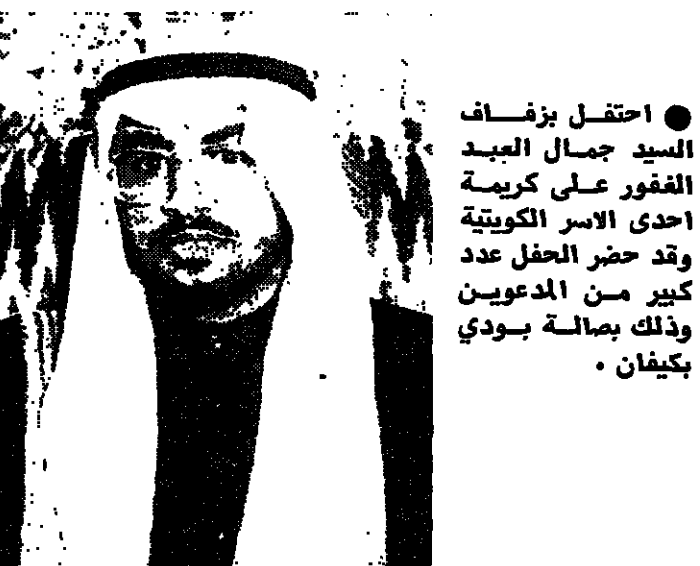 ● احتفل بزفاف
السيد جمال العبد
الغفور على كريمة
احدى الاسر الكويتية
وقد حضر الحفل عدد
كبير من المدعوين
وذلك بصالة بودي
بكيفان .